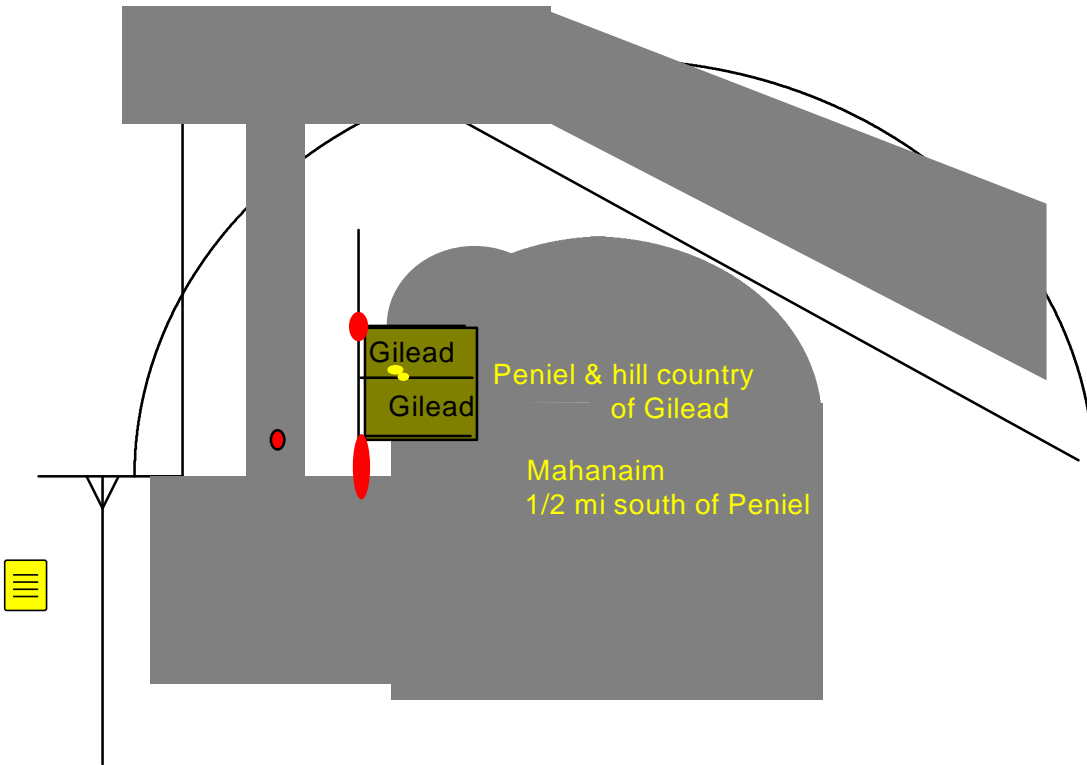 Gilead
Gilead
Peniel & hill country
of Gilead
Mahanaim
1/2 mi south of Peniel